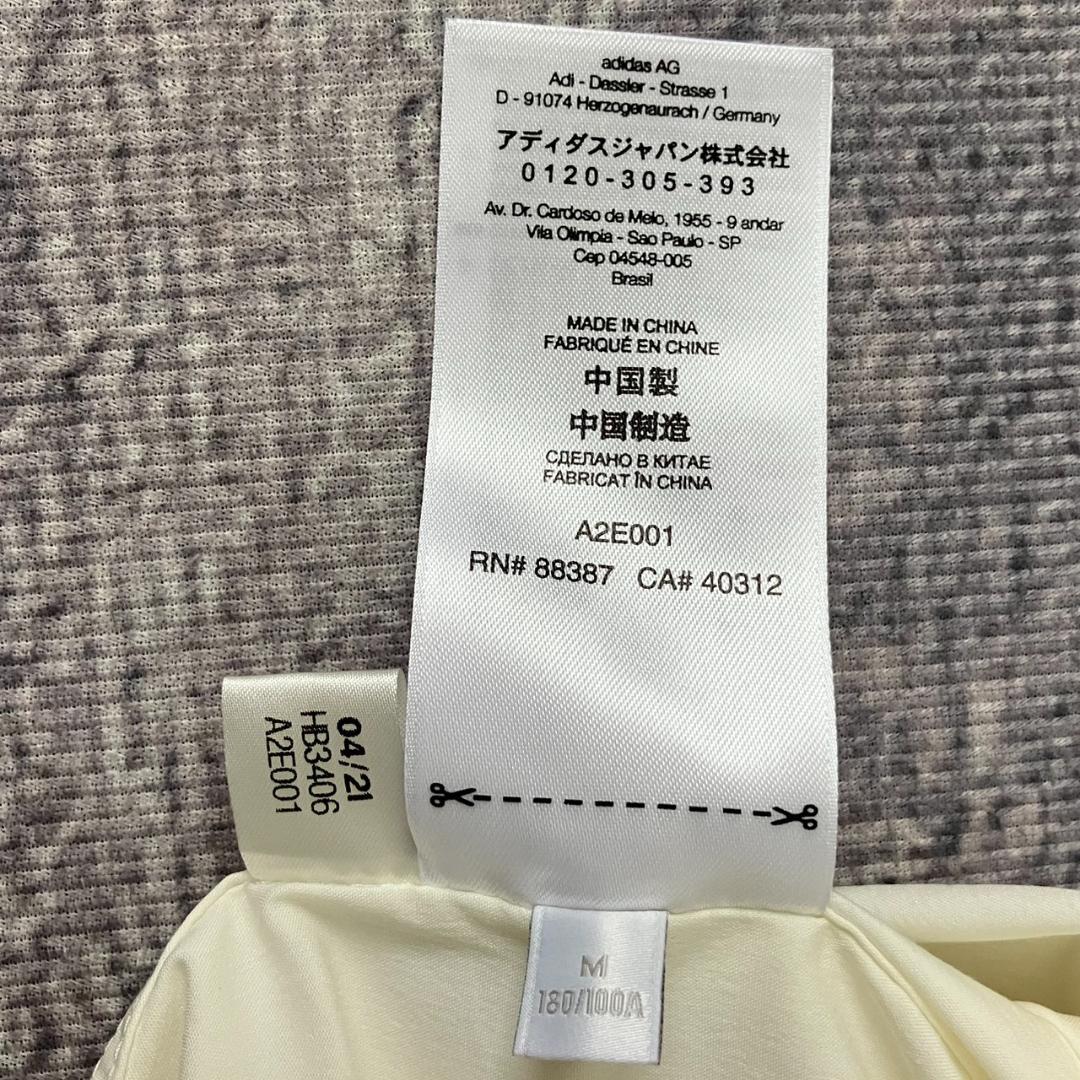 adidas AG
Adi - Dassler - Strasse 1
D - 91074 Herzogenaurach / Germany
アディダスジャパン株式会社
0120-305-393
Av. Dr. Cardoso de Melo, 1955 - 9 andar
Vila Olimpia - Sao Paulo - SP
Cep 04548-005
Brasil
MADE IN CHINA
FABRIQUÉ EN CHINE
中国製
中国制造
СДЕЛАНО В КИТАЕ
FABRICAT ÎN CHINA
A2E001
RN# 88387 CA# 40312
04/21
HB3406
A2E001
M
180/100A